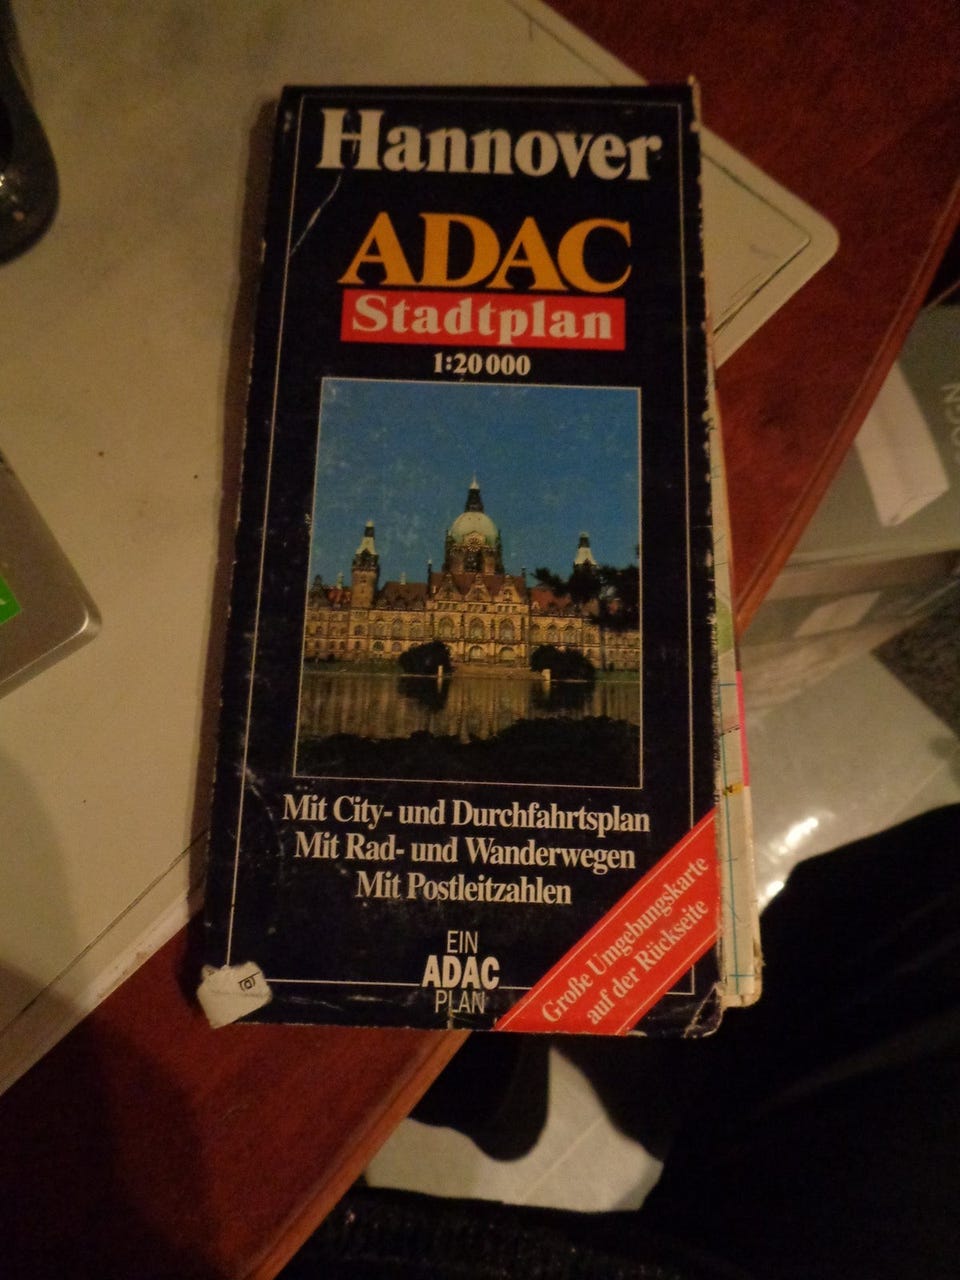 Hannover
ADAC
Stadtplan
1:20 000
Mit City- und Durchfahrtsplan
Mit Rad- und Wanderwegen
Mit Postleitzahlen
EIN
ADAC
PLAN
Große Umgebungskarte
auf der Rückseite